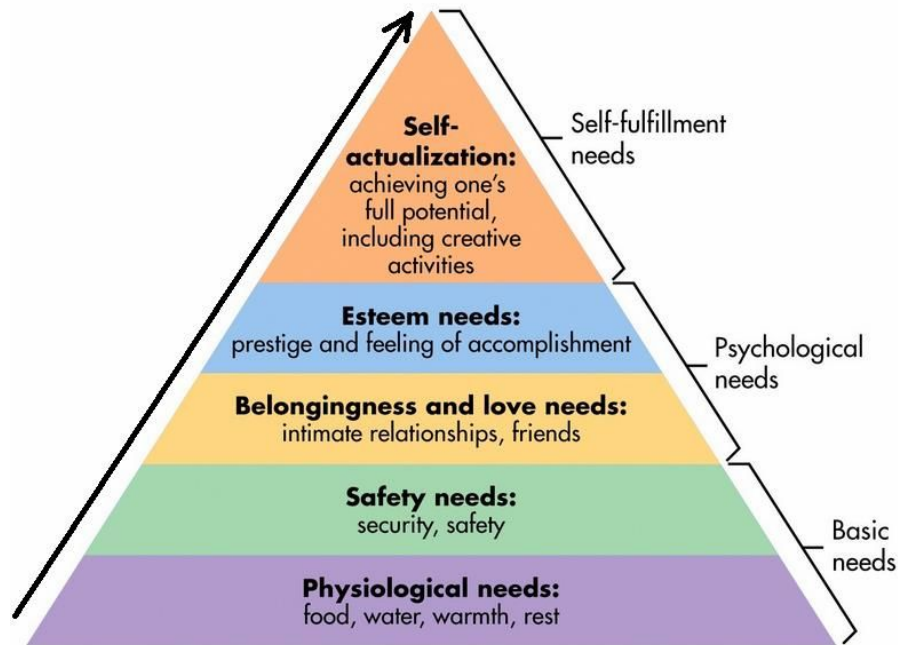 Self-
actualization:
achieving one's
full potential,
including creative
activities
Self-fulfillment
needs
Esteem needs:
prestige and feeling of accomplishment
Psychological
needs
Belongingness and love needs:
intimate relationships, friends
Safety needs:
security, safety
Basic
needs
Physiological needs:
food, water, warmth, rest